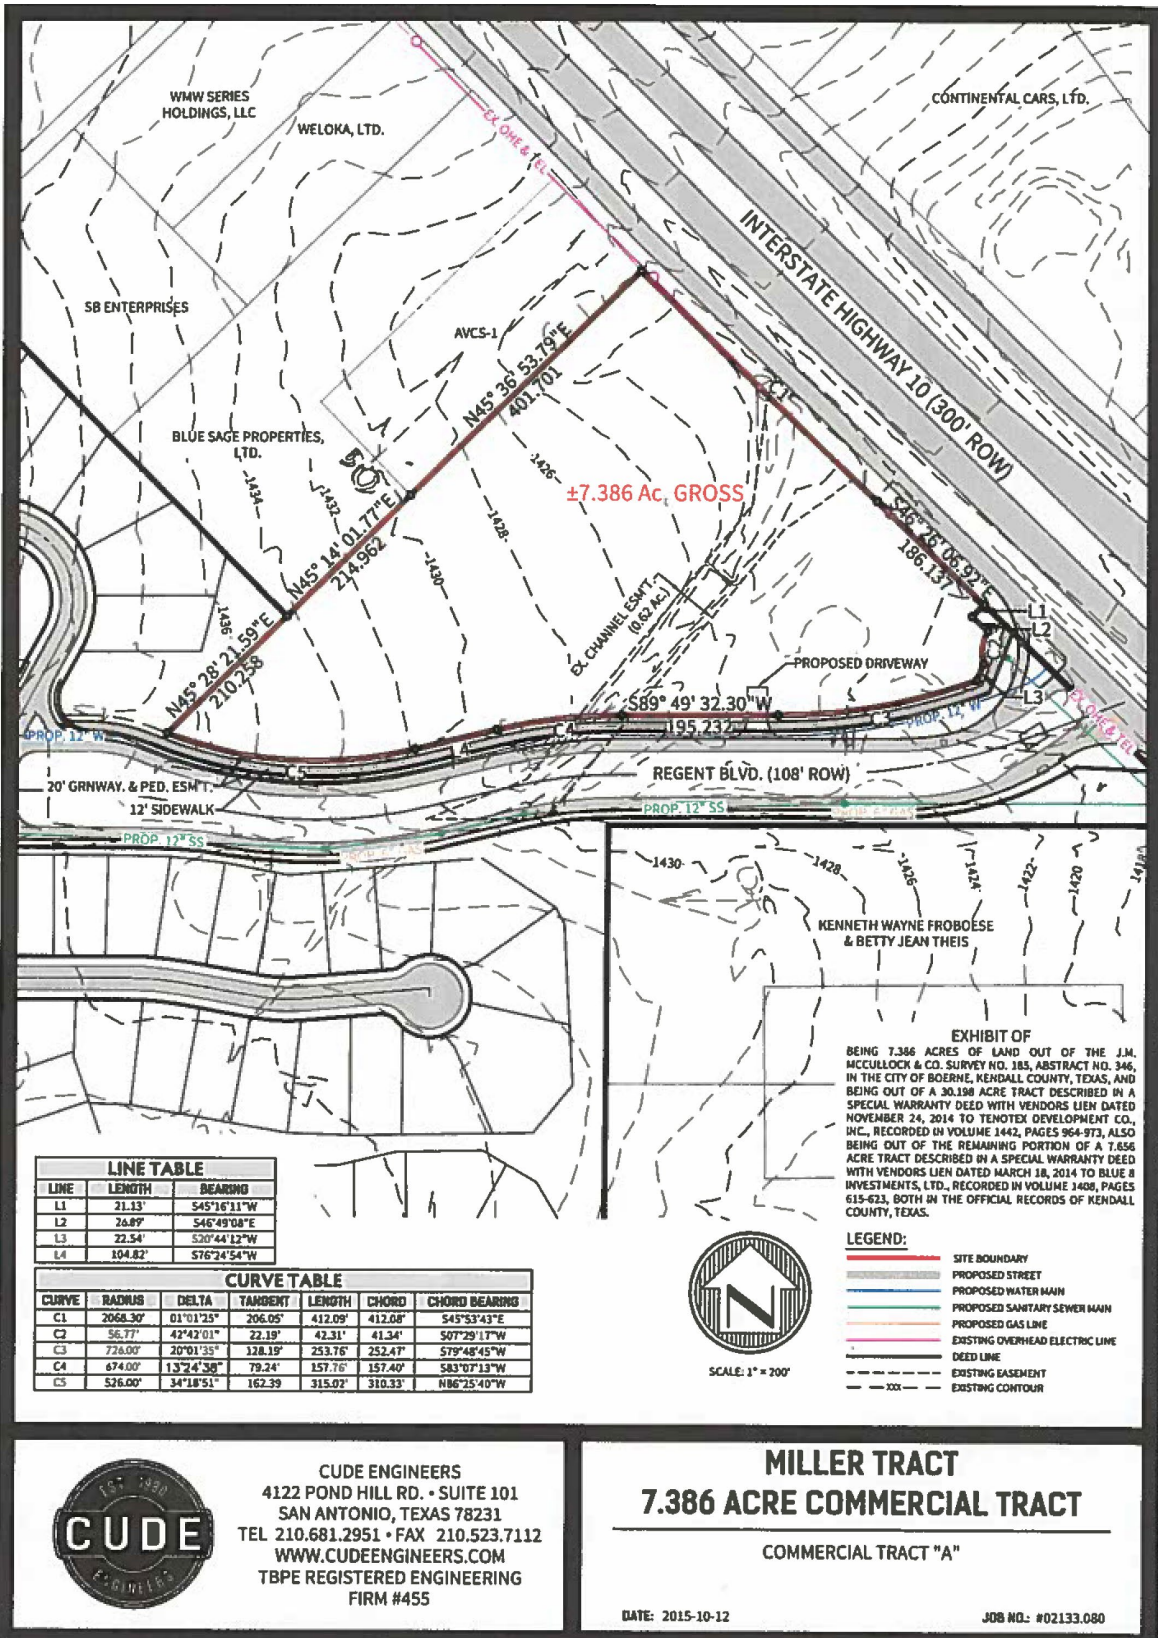 WMW SERIES
HOLDINGS, LLC
WELOKA, LTD.
CONTINENTAL CARS, LTD.
EX. OHE & TEL
INTERSTATE HIGHWAY 10 (300' ROW)
SB ENTERPRISES
AVCS-1
N45° 36' 53.79"E
401.701
C1
BLUE SAGE PROPERTIES,
LTD.
1434
1432
1426
1428
1430
1436
±7.386 Ac. GROSS
N45° 14' 01.77"E
214.962
S46° 26' 06.92"E
186.137
EX. CHANNEL ESM'T.
(0.62 Ac.)
L1
L2
C2
L3
N45° 28' 21.59"E
210.258
PROPOSED DRIVEWAY
S89° 49' 32.30"W
195.232
C3
C4
L4
C5
PROP. 12" W
PROP. 12" W
EX. OHE & TEL
REGENT BLVD. (108' ROW)
20' GRNWAY. & PED. ESM'T.
12' SIDEWALK
PROP. 12" SS
PROP. 12" SS
1430
1428
1426
1424
1422
1420
1418
KENNETH WAYNE FROBOESE
& BETTY JEAN THEIS
EXHIBIT OF
BEING 7.386 ACRES OF LAND OUT OF THE J.M.
MCCULLOCK & CO. SURVEY NO. 185, ABSTRACT NO. 346,
IN THE CITY OF BOERNE, KENDALL COUNTY, TEXAS, AND
BEING OUT OF A 30.198 ACRE TRACT DESCRIBED IN A
SPECIAL WARRANTY DEED WITH VENDORS LIEN DATED
NOVEMBER 24, 2014 TO TENOTEX DEVELOPMENT CO.,
INC., RECORDED IN VOLUME 1442, PAGES 964-973, ALSO
BEING OUT OF THE REMAINING PORTION OF A 7.656
ACRE TRACT DESCRIBED IN A SPECIAL WARRANTY DEED
WITH VENDORS LIEN DATED MARCH 18, 2014 TO BLUE 8
INVESTMENTS, LTD., RECORDED IN VOLUME 1408, PAGES
615-623, BOTH IN THE OFFICIAL RECORDS OF KENDALL
COUNTY, TEXAS.
LINE TABLE
LINE LENGTH BEARING
L1 21.13' S45°16'11"W
L2 26.89' S46°49'08"E
L3 22.54' S20°44'12"W
L4 104.82' S76°24'54"W
CURVE TABLE
CURVE RADIUS DELTA TANGENT LENGTH CHORD CHORD BEARING
C1 2068.30' 01°01'25" 206.05' 412.09' 412.08' S45°53'43"E
C2 56.77' 42°42'01" 22.19' 42.31' 41.34' S07°29'17"W
C3 726.00' 20°01'35" 128.19' 253.76' 252.47' S79°48'45"W
C4 674.00' 13°24'38" 79.24' 157.76' 157.40' S83°07'13"W
C5 526.00' 34°18'51" 162.39 315.02' 310.33' N86°25'40"W
N
SCALE: 1" = 200'
LEGEND:
SITE BOUNDARY
PROPOSED STREET
PROPOSED WATER MAIN
PROPOSED SANITARY SEWER MAIN
PROPOSED GAS LINE
EXISTING OVERHEAD ELECTRIC LINE
DEED LINE
EXISTING EASEMENT
XXX EXISTING CONTOUR
EST 1980
CUDE
ENGINEERS
CUDE ENGINEERS
4122 POND HILL RD. • SUITE 101
SAN ANTONIO, TEXAS 78231
TEL 210.681.2951 • FAX 210.523.7112
WWW.CUDEENGINEERS.COM
TBPE REGISTERED ENGINEERING
FIRM #455
MILLER TRACT
7.386 ACRE COMMERCIAL TRACT
COMMERCIAL TRACT "A"
DATE: 2015-10-12
JOB NO.: #02133.080